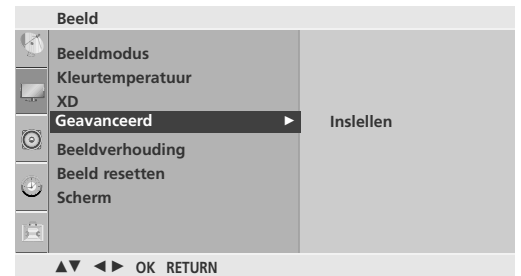 Beeld
Beeldmodus
Kleurtemperatuur
XD
Geavanceerd ► Inslellen
Beeldverhouding
Beeld resetten
Scherm
▲▼ ◄► OK RETURN